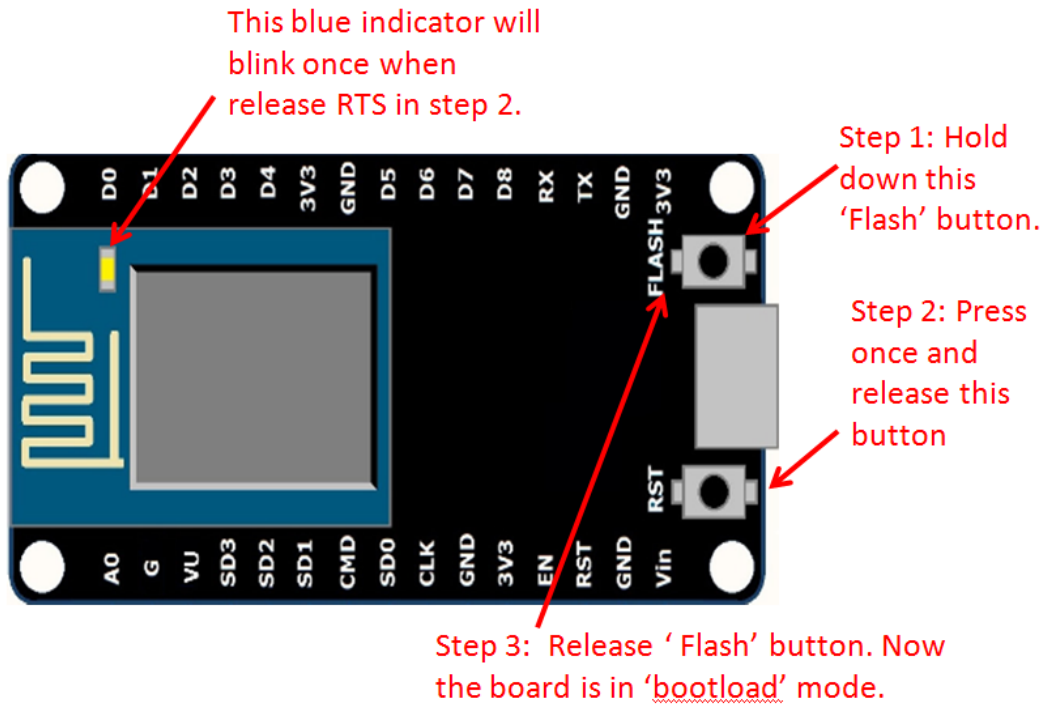 This blue indicator will
blink once when
release RTS in step 2.
Step 1: Hold
down this
‘Flash’ button.
D0 D1 D2 D3 D4 3V3 GND D5 D6 D7 D8 RX TX GND 3V3
FLASH
Step 2: Press
once and
release this
button
RST
A0 G VU SD3 SD2 SD1 CMD SD0 CLK GND 3V3 EN RST GND Vin
Step 3:  Release ‘ Flash’ button. Now
the board is in ‘bootload’ mode.